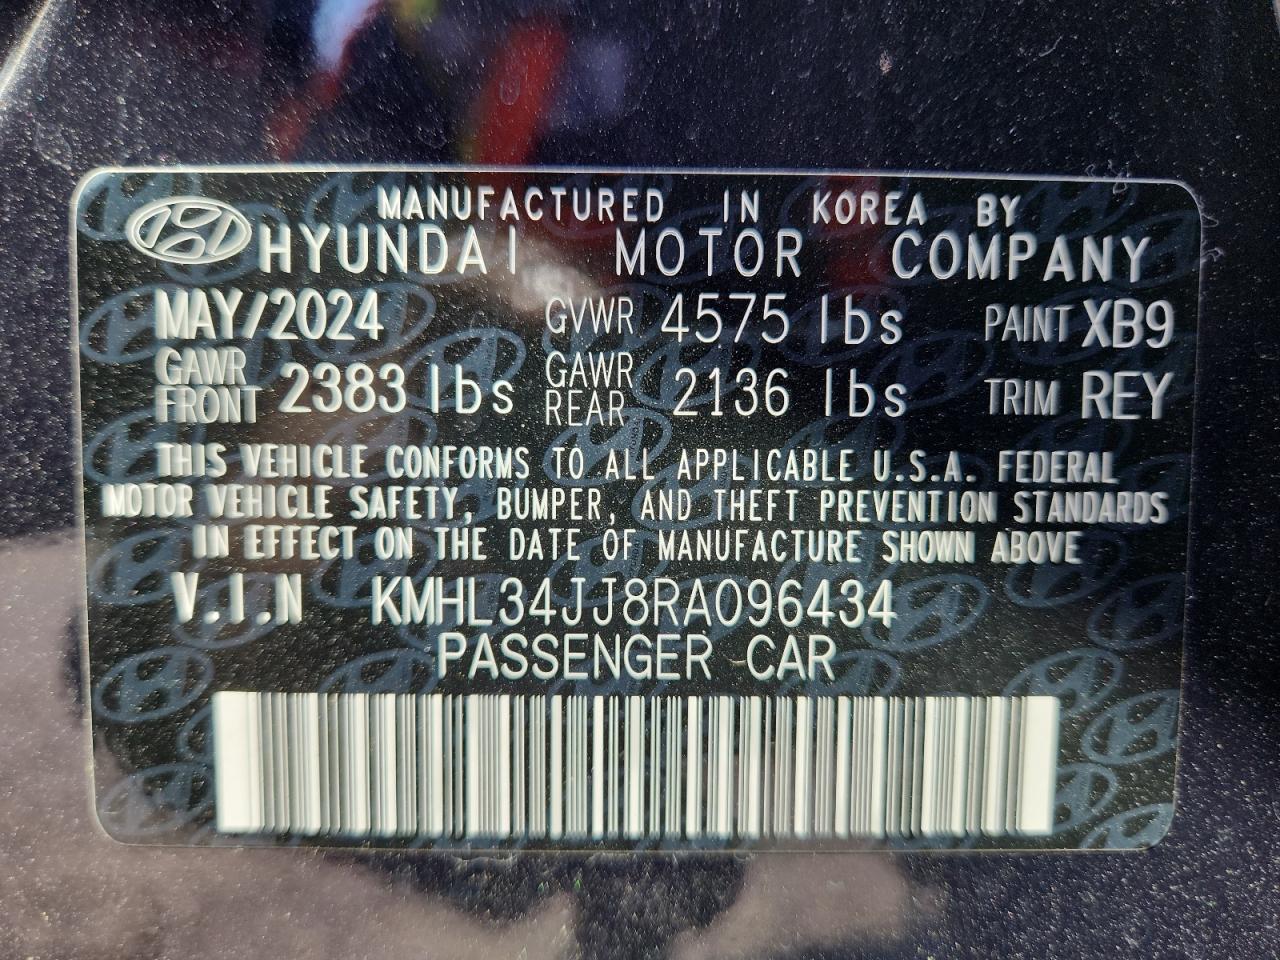 MANUFACTURED IN KOREA BY
HYUNDAI MOTOR COMPANY
MAY/2024 GVWR 4575 lbs PAINT XB9
GAWR FRONT 2383 lbs GAWR REAR 2136 lbs TRIM REY
THIS VEHICLE CONFORMS TO ALL APPLICABLE U.S.A. FEDERAL
MOTOR VEHICLE SAFETY, BUMPER, AND THEFT PREVENTION STANDARDS
IN EFFECT ON THE DATE OF MANUFACTURE SHOWN ABOVE
V.I.N KMHL34JJ8RA096434
PASSENGER CAR